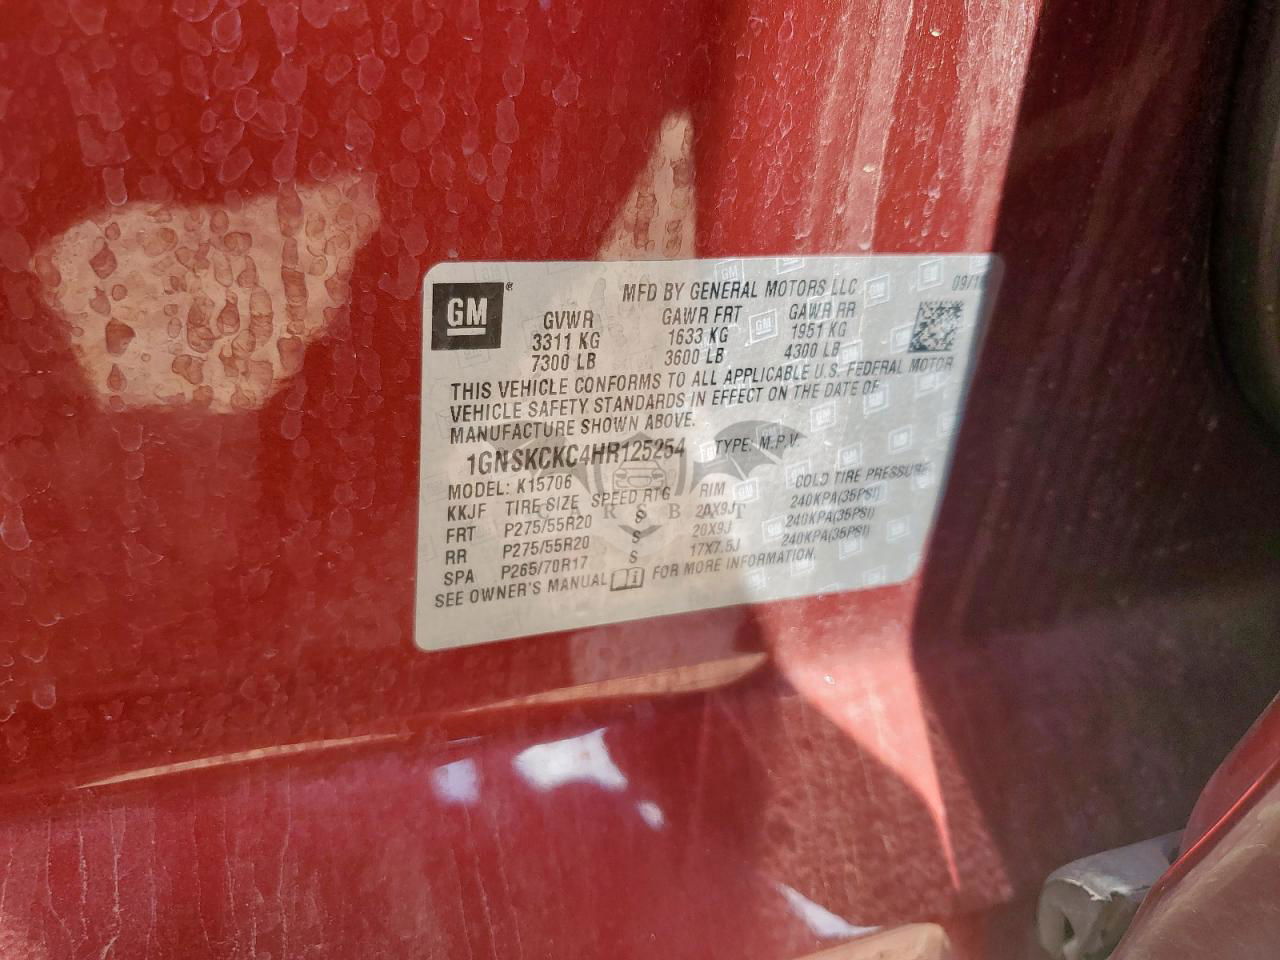 GM
MFD BY GENERAL MOTORS LLC
GVWR GAWR FRT GAWR RR
3311 KG 1633 KG 1951 KG
7300 LB 3600 LB 4300 LB
THIS VEHICLE CONFORMS TO ALL APPLICABLE U.S. FEDERAL MOTOR
VEHICLE SAFETY STANDARDS IN EFFECT ON THE DATE OF
MANUFACTURE SHOWN ABOVE.
1GNSKCKC4HR125254 TYPE: M.P.V.
MODEL: K15706
KKJF TIRE SIZE SPEED RTG RIM COLD TIRE PRESSURE
FRT P275/55R20 S 240KPA(35PSI)
RR P275/55R20 S 20X9J 240KPA(35PSI)
SPA P265/70R17 S 17X7.5J 240KPA(35PSI)
SEE OWNER'S MANUAL FOR MORE INFORMATION.